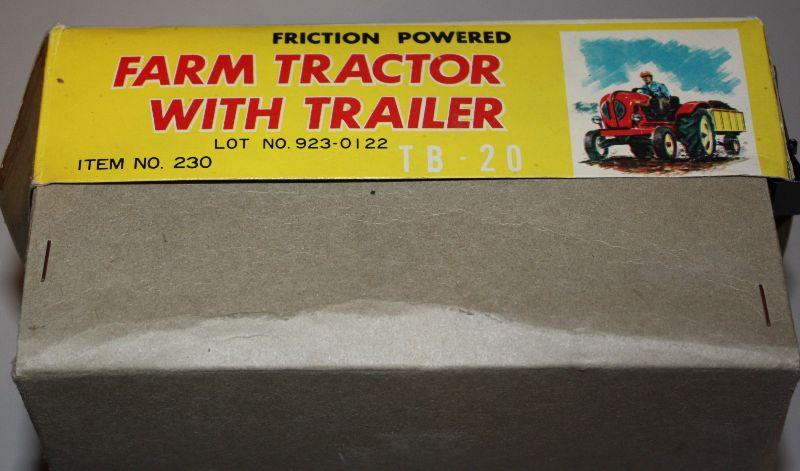 FRICTION POWERED
FARM TRACTOR
WITH TRAILER
LOT NO. 923-0122
ITEM NO. 230
TB-20